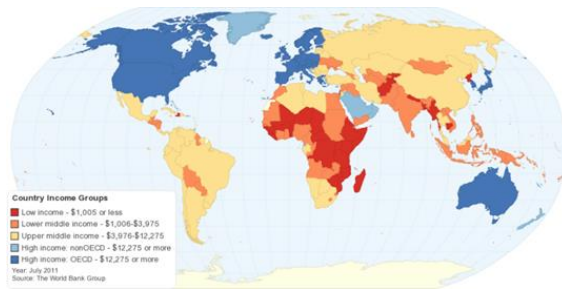 Country Income Groups
Low income - $1,005 or less
Lower middle income - $1,006-$3,975
Upper middle income - $3,976-$12,275
High income: nonOECD - $12,275 or more
High income: OECD - $12,275 or more
Year: July 2011
Source: The World Bank Group